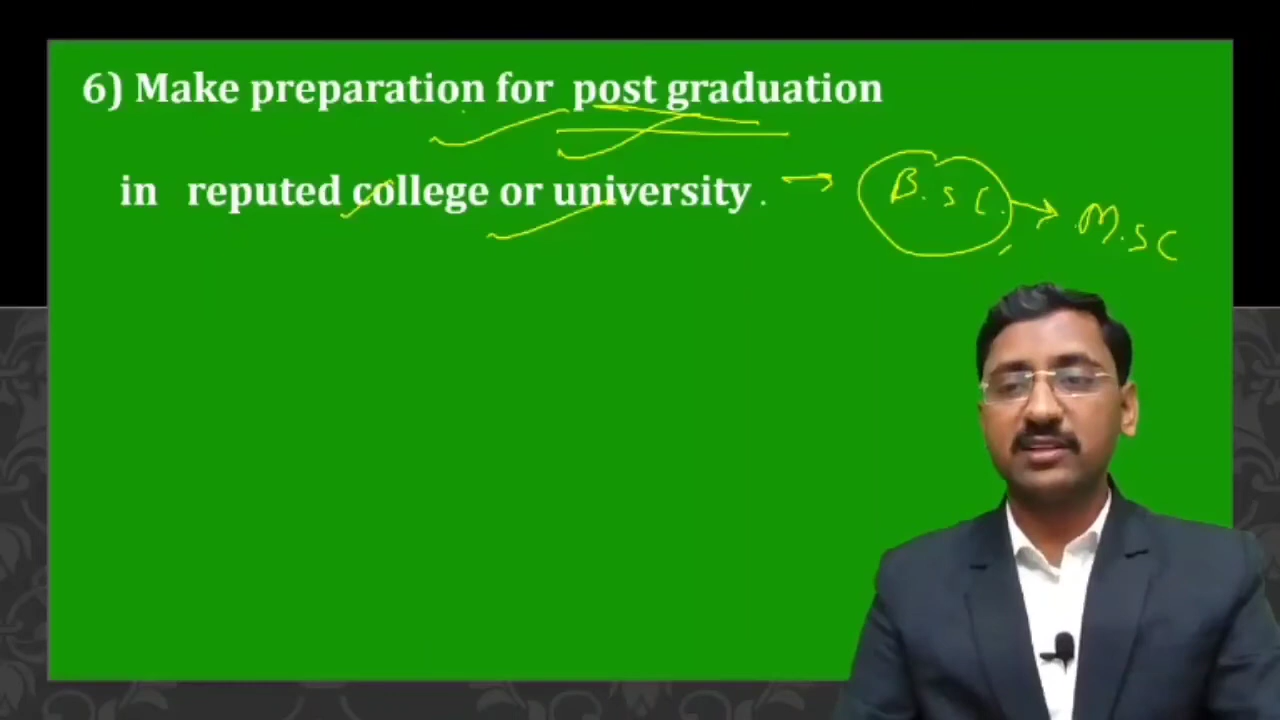 6) Make preparation for post graduation
in reputed college or university . → B.Sc. → M.Sc